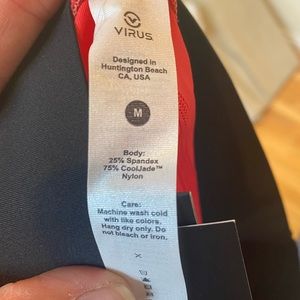 VIRUS
Designed in
Huntington Beach
CA, USA
M
Body:
25% Spandex
75% CoolJade™
Nylon
Care:
Machine wash cold
with like colors.
Hang dry only. Do
not bleach or iron.